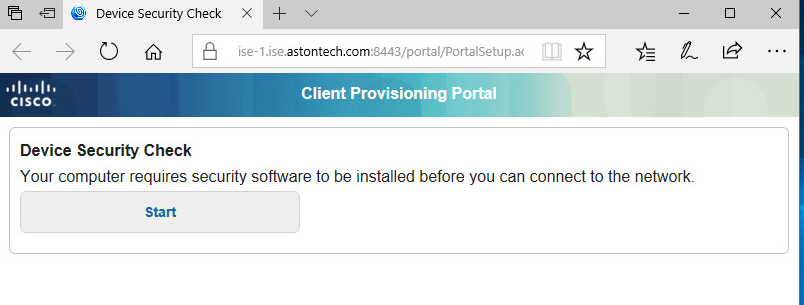 Device Security Check
ise-1.ise.astontech.com:8443/portal/PortalSetup.ac
CISCO
Client Provisioning Portal
Device Security Check
Your computer requires security software to be installed before you can connect to the network.
Start